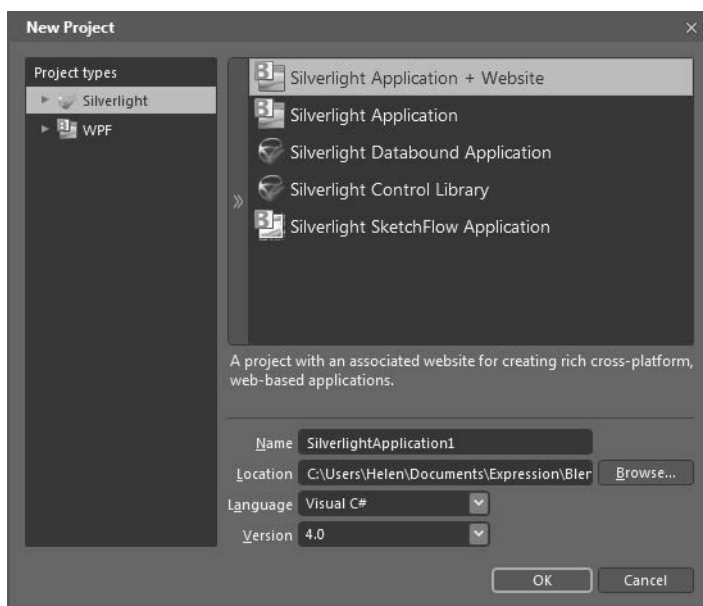 New Project
Project types
Silverlight
WPF
Silverlight Application + Website
Silverlight Application
Silverlight Databound Application
Silverlight Control Library
Silverlight SketchFlow Application
A project with an associated website for creating rich cross-platform,
web-based applications.
Name SilverlightApplication1
Location C:\Users\Helen\Documents\Expression\Blen Browse...
Language Visual C#
Version 4.0
OK Cancel